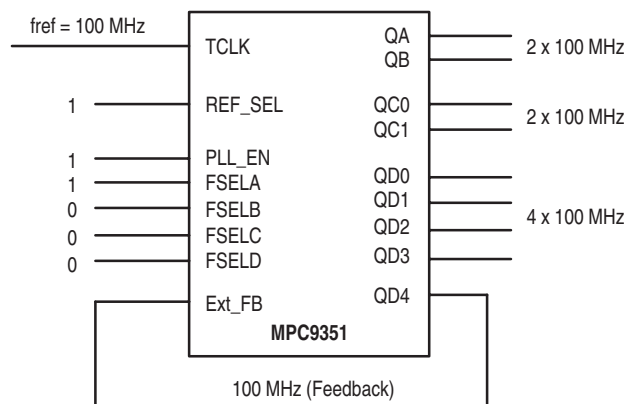 fref = 100 MHz
TCLK
QA
QB
2 x 100 MHz
1
REF_SEL
QC0
QC1
2 x 100 MHz
1
PLL_EN
1
FSELA
0
FSELB
0
FSELC
0
FSELD
QD0
QD1
QD2
QD3
4 x 100 MHz
Ext_FB
QD4
MPC9351
100 MHz (Feedback)